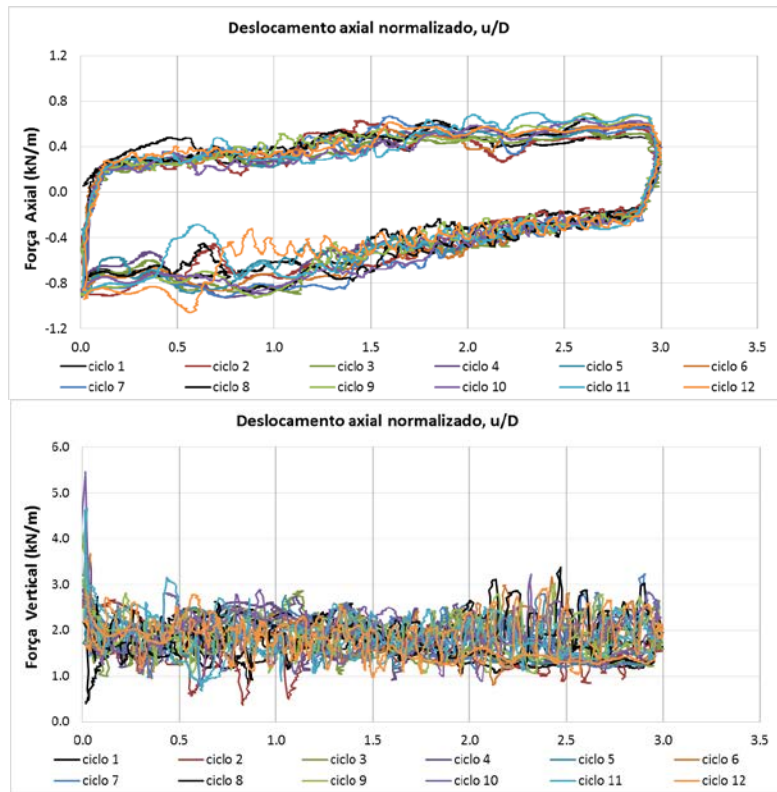 Deslocamento axial normalizado, u/D
Força Axial (kN/m)
1.2
0.8
0.4
0.0
-0.4
-0.8
-1.2
0.0 0.5 1.0 1.5 2.0 2.5 3.0 3.5
ciclo 1 ciclo 2 ciclo 3 ciclo 4 ciclo 5 ciclo 6
ciclo 7 ciclo 8 ciclo 9 ciclo 10 ciclo 11 ciclo 12
Deslocamento axial normalizado, u/D
Força Vertical (kN/m)
6.0
5.0
4.0
3.0
2.0
1.0
0.0
0.0 0.5 1.0 1.5 2.0 2.5 3.0 3.5
ciclo 1 ciclo 2 ciclo 3 ciclo 4 ciclo 5 ciclo 6
ciclo 7 ciclo 8 ciclo 9 ciclo 10 ciclo 11 ciclo 12